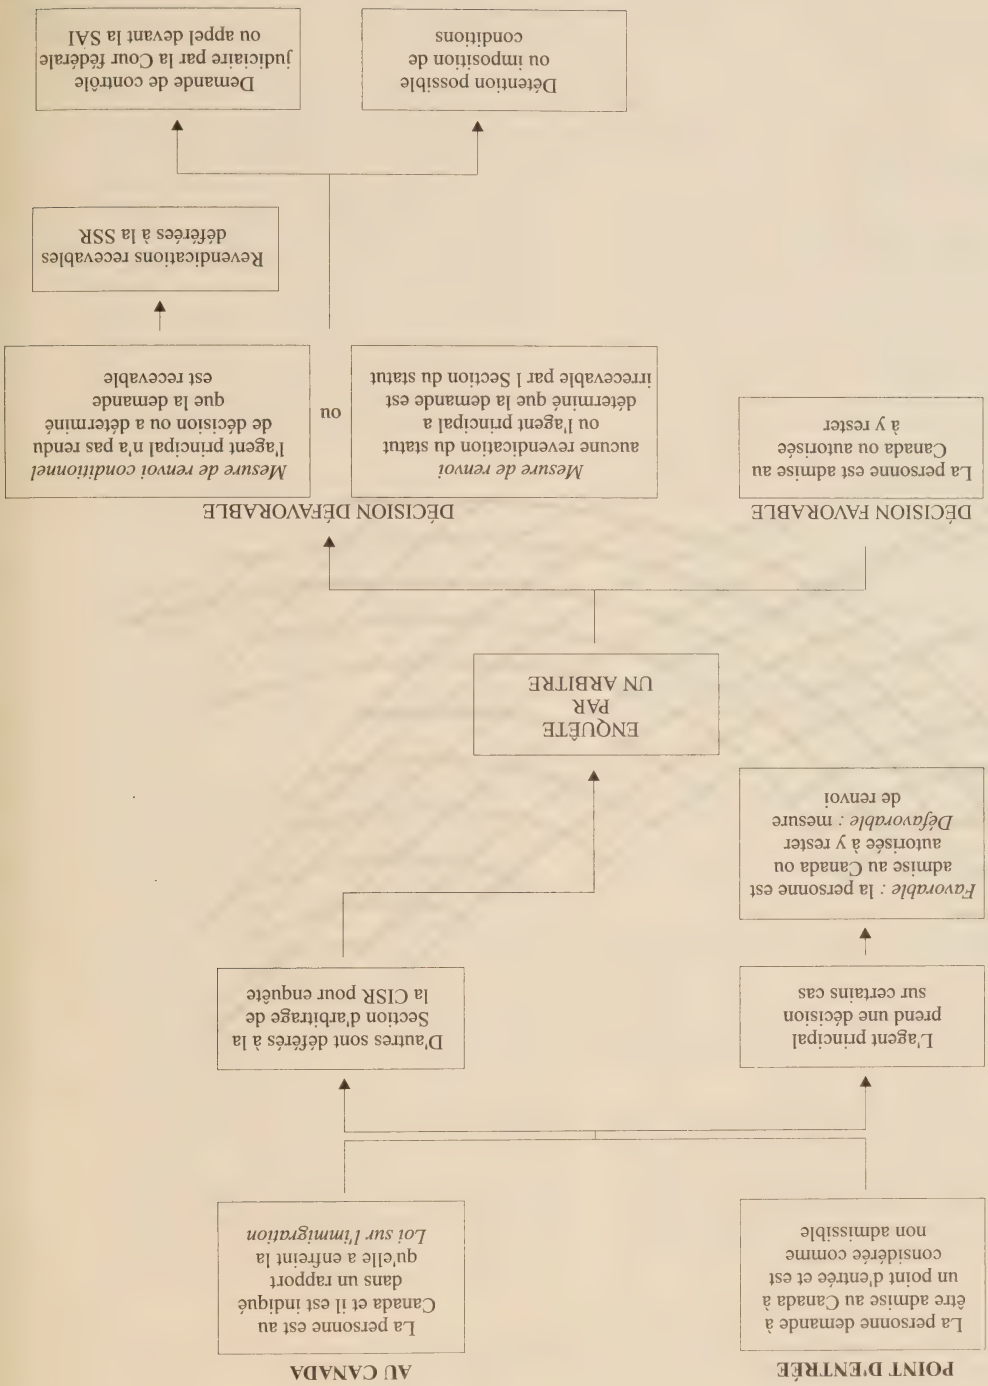 POINT D'ENTRÉE
La personne demande à
être admise au Canada à
un point d'entrée et est
considérée comme
non admissible
AU CANADA
La personne est au
Canada et il est indiqué
dans un rapport
qu'elle a enfreint la
Loi sur l'immigration
L'agent principal
prend une décision
sur certains cas
D'autres sont déférés à la
Section d'arbitrage de
la CISR pour enquête
Favorable : la personne est
admise au Canada ou
autorisée à y rester
Défavorable : mesure
de renvoi
ENQUÊTE
PAR
UN ARBITRE
DÉCISION FAVORABLE
La personne est admise au
Canada ou autorisée
à y rester
DÉCISION DÉFAVORABLE
Mesure de renvoi
aucune revendication du statut
ou l'agent principal a
déterminé que la demande est
irrecevable par l Section du statut
ou
Mesure de renvoi conditionnel
l'agent principal n'a pas rendu
de décision ou a déterminé
que la demande
est recevable
Revendications recevables
déférées à la SSR
Détention possible
ou imposition de
conditions
Demande de contrôle
judiciaire par la Cour fédérale
ou appel devant la SAI